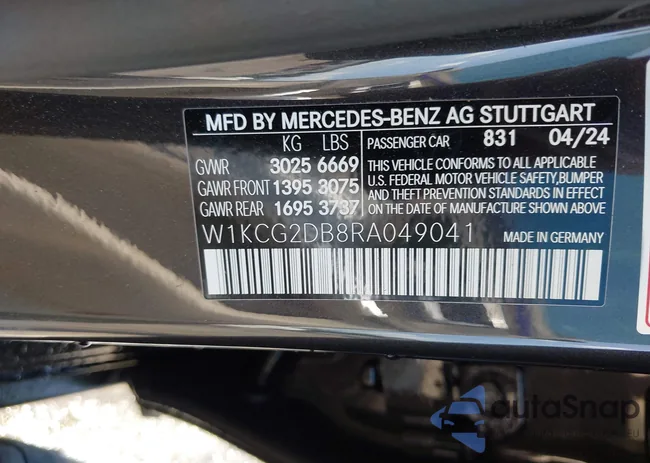 MFD BY MERCEDES-BENZ AG STUTTGART
KG LBS
PASSENGER CAR 831 04/24
GVWR 3025 6669
GAWR FRONT 1395 3075
GAWR REAR 1695 3737
THIS VEHICLE CONFORMS TO ALL APPLICABLE
U.S. FEDERAL MOTOR VEHICLE SAFETY, BUMPER
AND THEFT PREVENTION STANDARDS IN EFFECT
ON THE DATE OF MANUFACTURE SHOWN ABOVE
W1KCG2DB8RA049041 MADE IN GERMANY
autoSnap